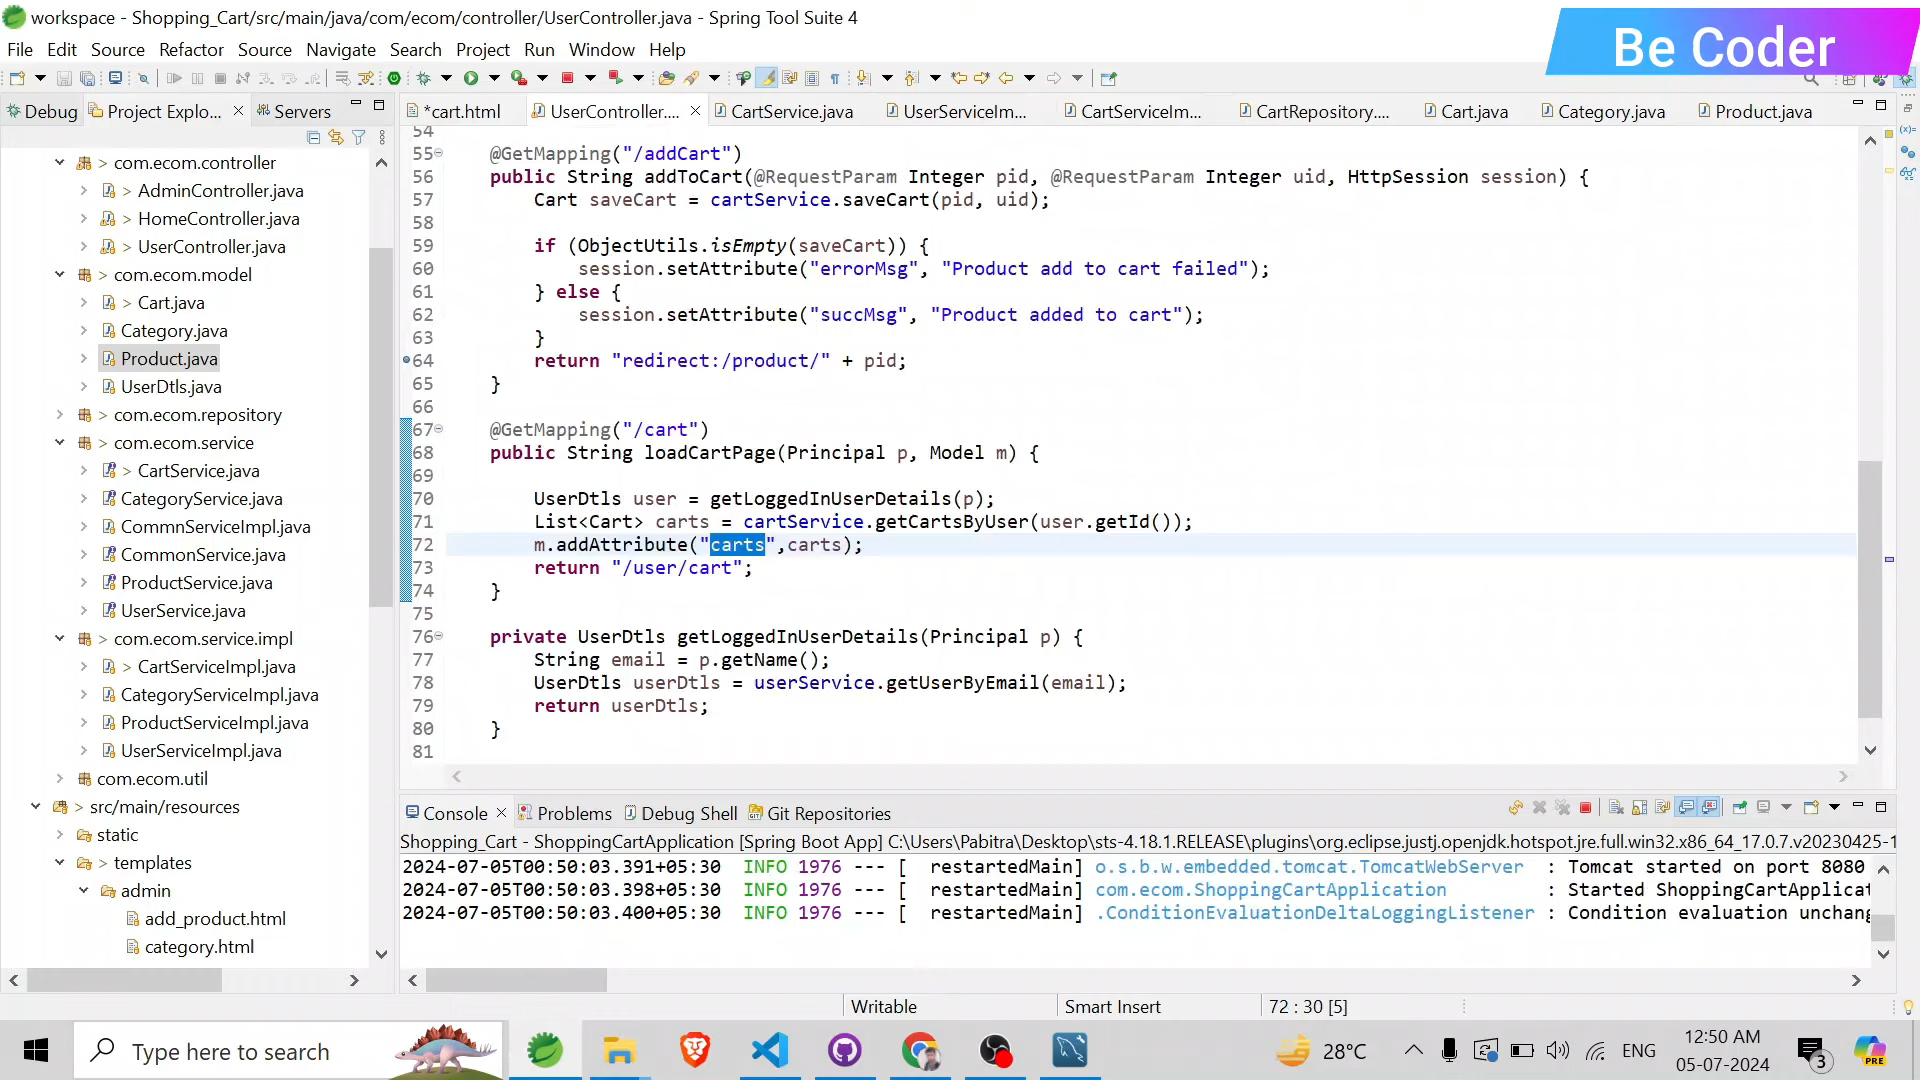 workspace - Shopping_Cart/src/main/java/com/ecom/controller/UserController.java - Spring Tool Suite 4
Be Coder
File Edit Source Refactor Source Navigate Search Project Run Window Help
Debug Project Explo... Servers
*cart.html UserController.... CartService.java UserServiceIm... CartServiceIm... CartRepository.... Cart.java Category.java Product.java
> com.ecom.controller
> AdminController.java
> HomeController.java
> UserController.java
> com.ecom.model
> Cart.java
Category.java
Product.java
UserDtls.java
> com.ecom.repository
> com.ecom.service
> CartService.java
CategoryService.java
CommnServiceImpl.java
CommonService.java
ProductService.java
UserService.java
> com.ecom.service.impl
> CartServiceImpl.java
CategoryServiceImpl.java
ProductServiceImpl.java
UserServiceImpl.java
com.ecom.util
> src/main/resources
static
> templates
admin
add_product.html
category.html
54
55 @GetMapping("/addCart")
56 public String addToCart(@RequestParam Integer pid, @RequestParam Integer uid, HttpSession session) {
57 Cart saveCart = cartService.saveCart(pid, uid);
58
59 if (ObjectUtils.isEmpty(saveCart)) {
60 session.setAttribute("errorMsg", "Product add to cart failed");
61 } else {
62 session.setAttribute("succMsg", "Product added to cart");
63 }
64 return "redirect:/product/" + pid;
65 }
66
67 @GetMapping("/cart")
68 public String loadCartPage(Principal p, Model m) {
69
70 UserDtls user = getLoggedInUserDetails(p);
71 List<Cart> carts = cartService.getCartsByUser(user.getId());
72 m.addAttribute("carts",carts);
73 return "/user/cart";
74 }
75
76 private UserDtls getLoggedInUserDetails(Principal p) {
77 String email = p.getName();
78 UserDtls userDtls = userService.getUserByEmail(email);
79 return userDtls;
80 }
81
Console Problems Debug Shell Git Repositories
Shopping_Cart - ShoppingCartApplication [Spring Boot App] C:\Users\Pabitra\Desktop\sts-4.18.1.RELEASE\plugins\org.eclipse.justj.openjdk.hotspot.jre.full.win32.x86_64_17.0.7.v20230425-1
2024-07-05T00:50:03.391+05:30 INFO 1976 --- [ restartedMain] o.s.b.w.embedded.tomcat.TomcatWebServer : Tomcat started on port 8080
2024-07-05T00:50:03.398+05:30 INFO 1976 --- [ restartedMain] com.ecom.ShoppingCartApplication : Started ShoppingCartApplicat
2024-07-05T00:50:03.400+05:30 INFO 1976 --- [ restartedMain] .ConditionEvaluationDeltaLoggingListener : Condition evaluation unchang
Writable Smart Insert 72 : 30 [5]
Type here to search
28°C ENG
12:50 AM
05-07-2024
3
PRE